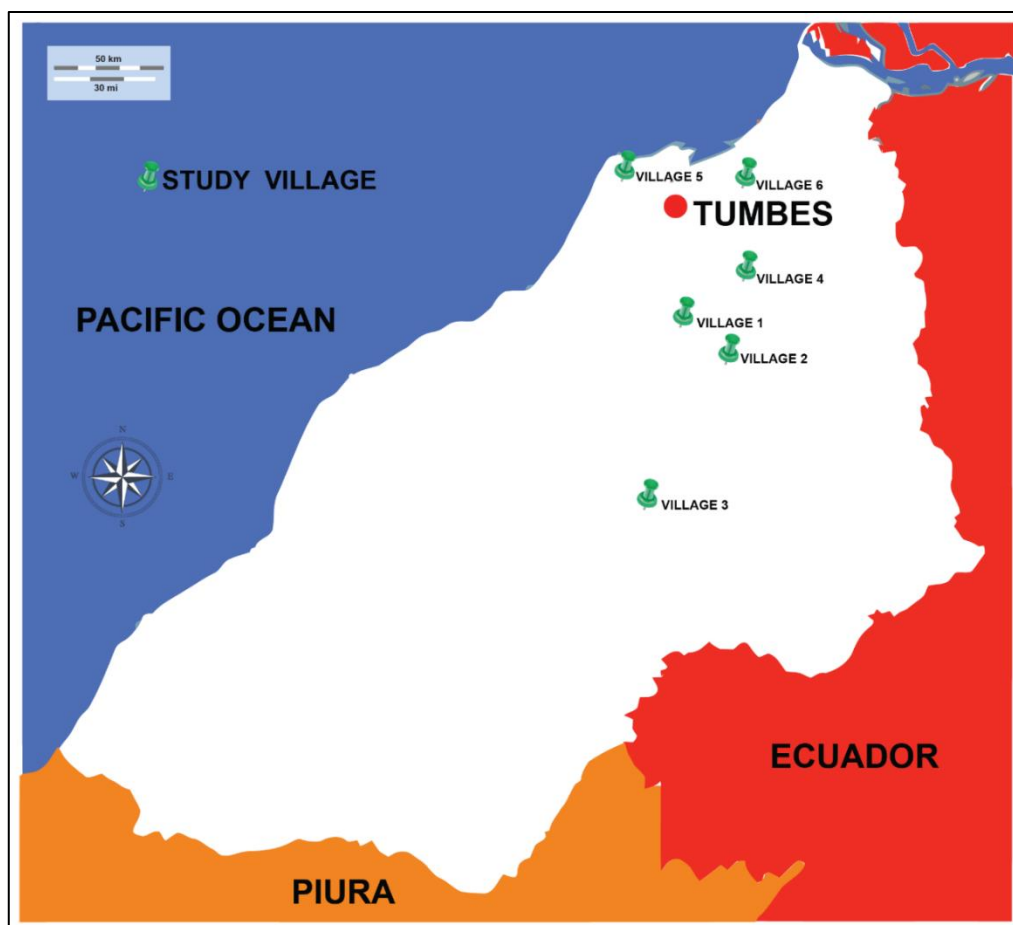 50 km
30 mi
STUDY VILLAGE
VILLAGE 5
VILLAGE 6
TUMBES
VILLAGE 4
PACIFIC OCEAN
VILLAGE 1
VILLAGE 2
N
W
E
S
VILLAGE 3
ECUADOR
PIURA